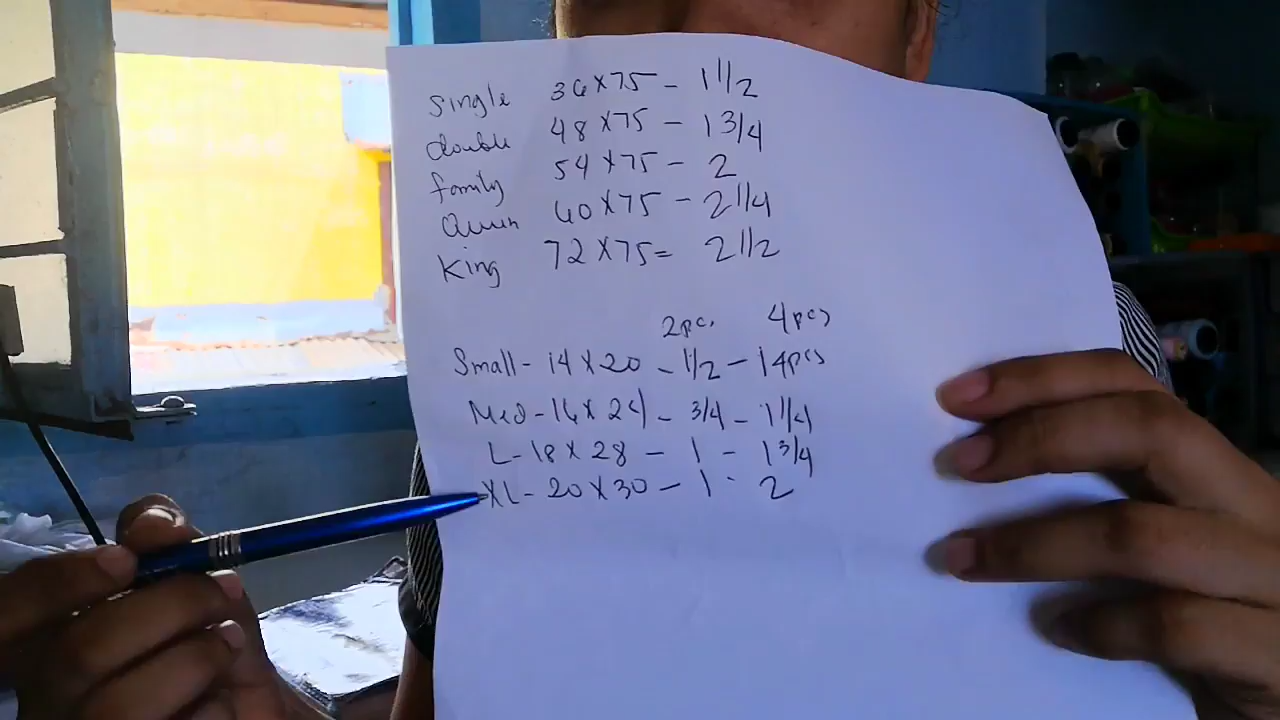 Single 36x75 - 1 1/2
double 48x75 - 1 3/4
family 54x75 - 2
Queen 60x75 - 2 1/4
King 72x75= 2 1/2
2pcs 4pcs
Small - 14x20 - 1/2 - 1 4pcs
Med - 16x24 - 3/4 - 1 1/4
L - 18x28 - 1 - 1 3/4
XL - 20x30 - 1 - 2